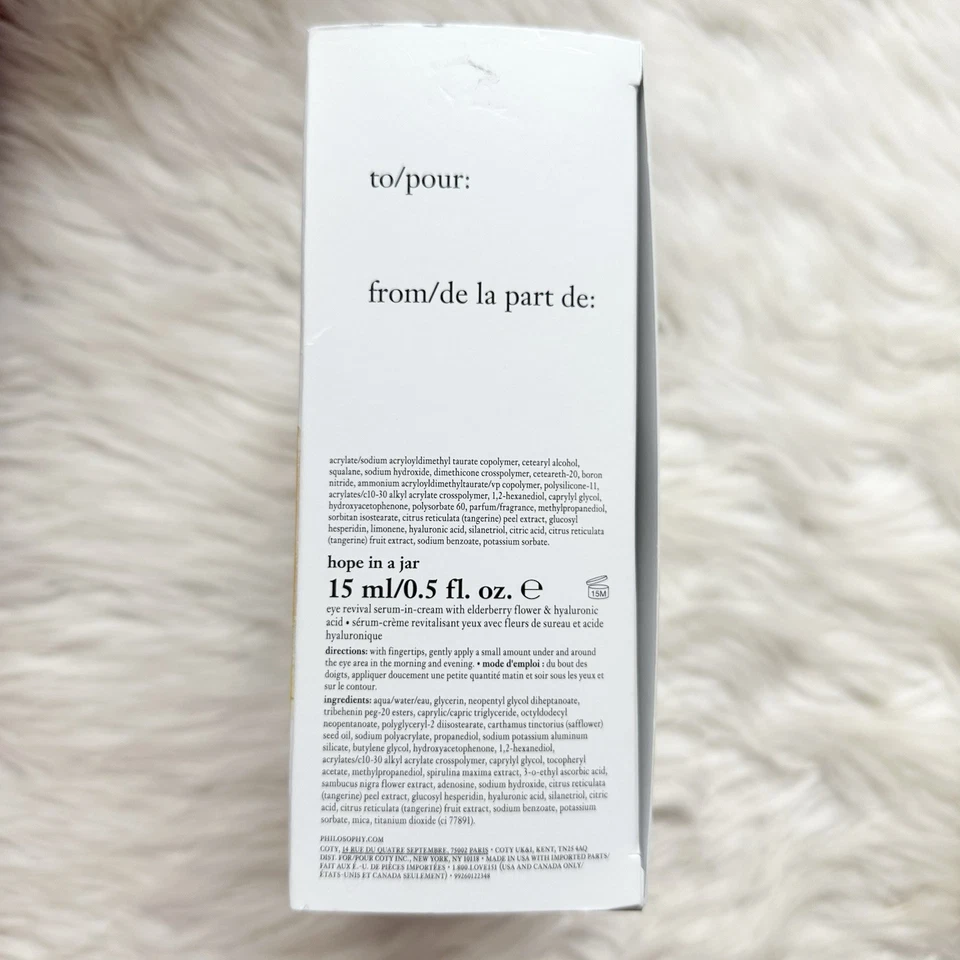 to/pour:
from/de la part de:
acrylate/sodium acryloyldimethyl taurate copolymer, cetearyl alcohol,
squalane, sodium hydroxide, dimethicone crosspolymer, ceteareth-20, boron
nitride, ammonium acryloyldimethyltaurate/vp copolymer, polysilicone-11,
acrylates/c10-30 alkyl acrylate crosspolymer, 1,2-hexanediol, caprylyl glycol,
hydroxyacetophenone, polysorbate 60, parfum/fragrance, methylpropanediol,
sorbitan isostearate, citrus reticulata (tangerine) peel extract, glucosyl
hesperidin, limonene, hyaluronic acid, silanetriol, citric acid, citrus reticulata
(tangerine) fruit extract, sodium benzoate, potassium sorbate.
hope in a jar
15 ml/0.5 fl. oz. ℮
15M
eye revival serum-in-cream with elderberry flower & hyaluronic
acid • sérum-crème revitalisant yeux avec fleurs de sureau et acide
hyaluronique
directions: with fingertips, gently apply a small amount under and around
the eye area in the morning and evening. • mode d'emploi : du bout des
doigts, appliquer doucement une petite quantité matin et soir sous les yeux et
sur le contour.
ingredients: aqua/water/eau, glycerin, neopentyl glycol diheptanoate,
tribehenin peg-20 esters, caprylic/capric triglyceride, octyldodecyl
neopentanoate, polyglyceryl-2 diisostearate, carthamus tinctorius (safflower)
seed oil, sodium polyacrylate, propanediol, sodium potassium aluminum
silicate, butylene glycol, hydroxyacetophenone, 1,2-hexanediol,
acrylates/c10-30 alkyl acrylate crosspolymer, caprylyl glycol, tocopheryl
acetate, methylpropanediol, spirulina maxima extract, 3-o-ethyl ascorbic acid,
sambucus nigra flower extract, adenosine, sodium hydroxide, citrus reticulata
(tangerine) peel extract, glucosyl hesperidin, hyaluronic acid, silanetriol, citric
acid, citrus reticulata (tangerine) fruit extract, sodium benzoate, potassium
sorbate, mica, titanium dioxide (ci 77891).
PHILOSOPHY.COM
COTY, 14 RUE DU QUATRE SEPTEMBRE, 75002 PARIS • COTY UK&I, KENT, TN25 4AQ
DIST. FOR/POUR COTY INC., NEW YORK, NY 10118 • MADE IN USA WITH IMPORTED PARTS/
FAIT AUX É.-U. DE PIÈCES IMPORTÉES • 1.800.LOVE151 (USA AND CANADA ONLY/
ÉTATS-UNIS ET CANADA SEULEMENT) • 99260112348